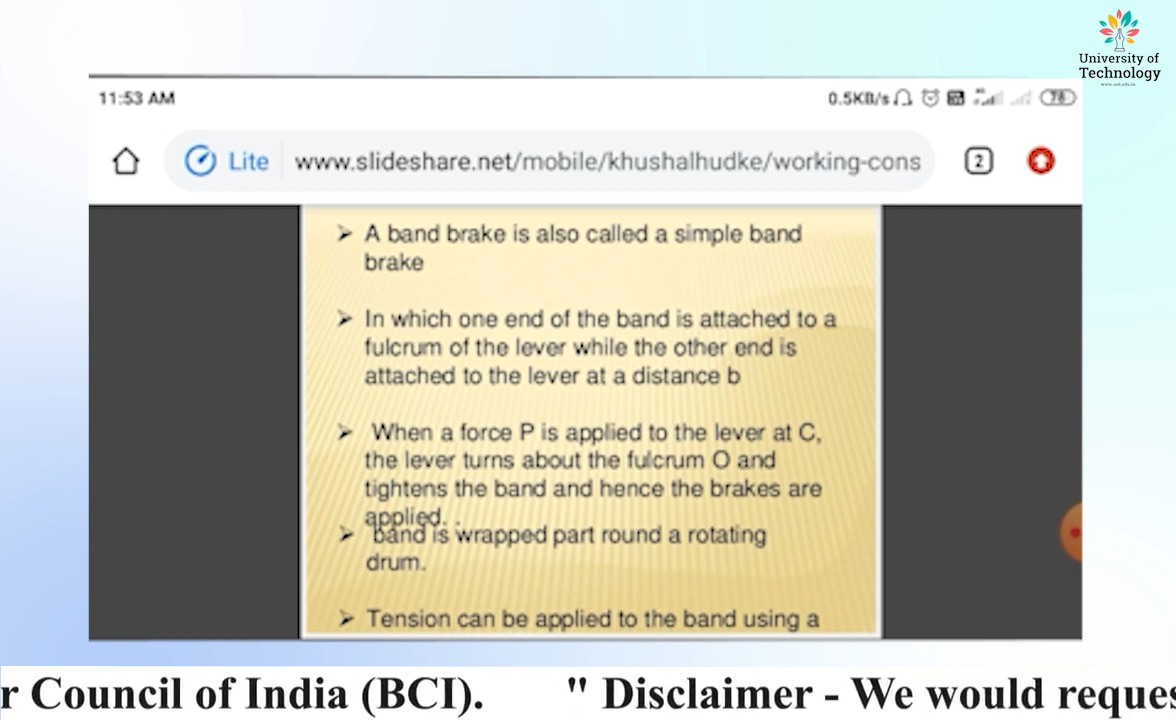 University of
Technology
www.uot.edu.in
11:53 AM
0.5KB/s
78
Lite
www.slideshare.net/mobile/khushalhudke/working-cons
2
➢ A band brake is also called a simple band
brake
➢ In which one end of the band is attached to a
fulcrum of the lever while the other end is
attached to the lever at a distance b
➢ When a force P is applied to the lever at C,
the lever turns about the fulcrum O and
tightens the band and hence the brakes are
applied. .
➢ band is wrapped part round a rotating
drum.
➢ Tension can be applied to the band using a
r Council of India (BCI). " Disclaimer - We would reques